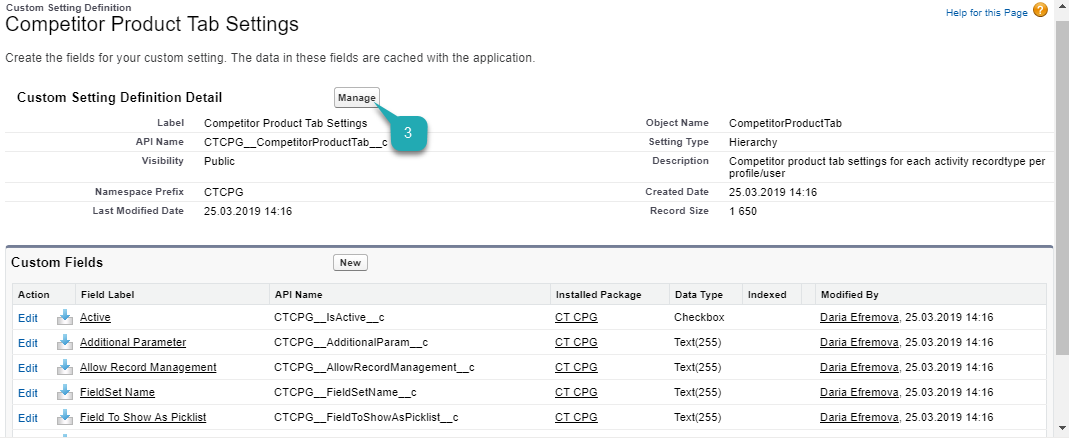 Custom Setting Definition
Competitor Product Tab Settings
Help for this Page ?
Create the fields for your custom setting. The data in these fields are cached with the application.
Custom Setting Definition Detail Manage
3
Label Competitor Product Tab Settings Object Name CompetitorProductTab
API Name CTCPG__CompetitorProductTab__c Setting Type Hierarchy
Visibility Public Description Competitor product tab settings for each activity recordtype per
profile/user
Namespace Prefix CTCPG Created Date 25.03.2019 14:16
Last Modified Date 25.03.2019 14:16 Record Size 1 650
Custom Fields New
Action Field Label API Name Installed Package Data Type Indexed Modified By
Edit Active CTCPG__IsActive__c CT CPG Checkbox Daria Efremova, 25.03.2019 14:16
Edit Additional Parameter CTCPG__AdditionalParam__c CT CPG Text(255) Daria Efremova, 25.03.2019 14:16
Edit Allow Record Management CTCPG__AllowRecordManagement__c CT CPG Text(255) Daria Efremova, 25.03.2019 14:16
Edit FieldSet Name CTCPG__FieldSetName__c CT CPG Text(255) Daria Efremova, 25.03.2019 14:16
Edit Field To Show As Picklist CTCPG__FieldToShowAsPicklist__c CT CPG Text(255) Daria Efremova, 25.03.2019 14:16